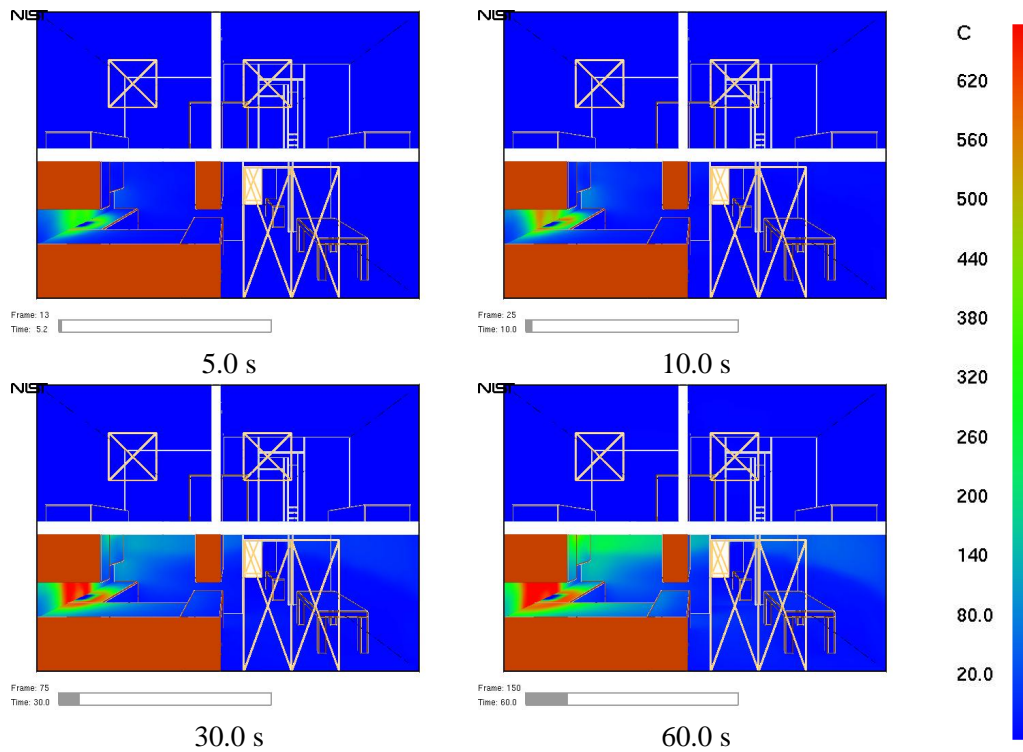 NIST
NIST
Frame: 13
Time: 5.2
5.0 s
Frame: 25
Time: 10.0
10.0 s
NIST
NIST
Frame: 75
Time: 30.0
30.0 s
Frame: 150
Time: 60.0
60.0 s
C
620
560
500
440
380
320
260
200
140
80.0
20.0